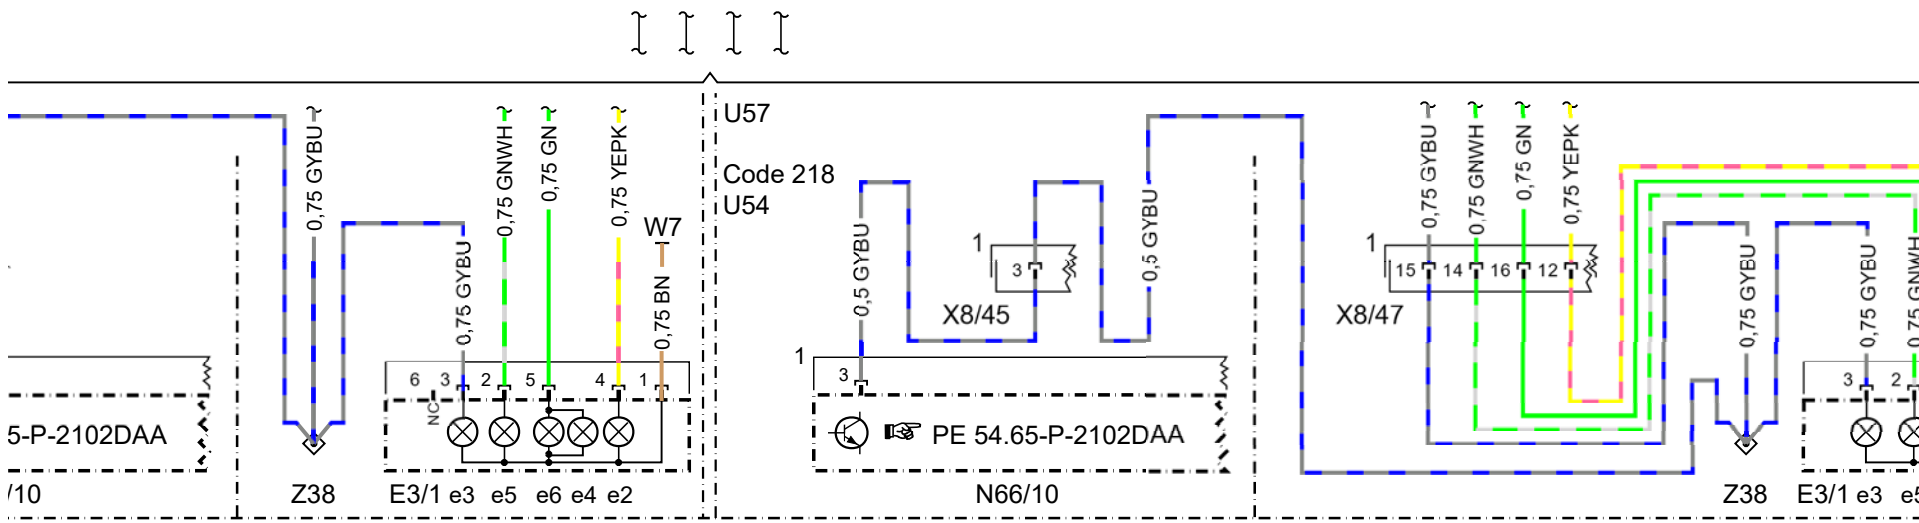 0,75 GYBU
0,75 GNWH
0,75 GN
0,75 YEPK
W7
0,75 GYBU
0,75 BN
6 3 2 5 4 1
NC
5-P-2102DAA
/10
Z38
E3/1 e3 e5 e6 e4 e2
U57
Code 218
U54
0,5 GYBU
1
3
X8/45
0,5 GYBU
1
3
PE 54.65-P-2102DAA
N66/10
0,75 GYBU
0,75 GNWH
0,75 GN
0,75 YEPK
1
15 14 16 12
X8/47
0,75 GYBU
0,75 GYBU
0,75 GNWH
3 2
Z38
E3/1 e3 e5